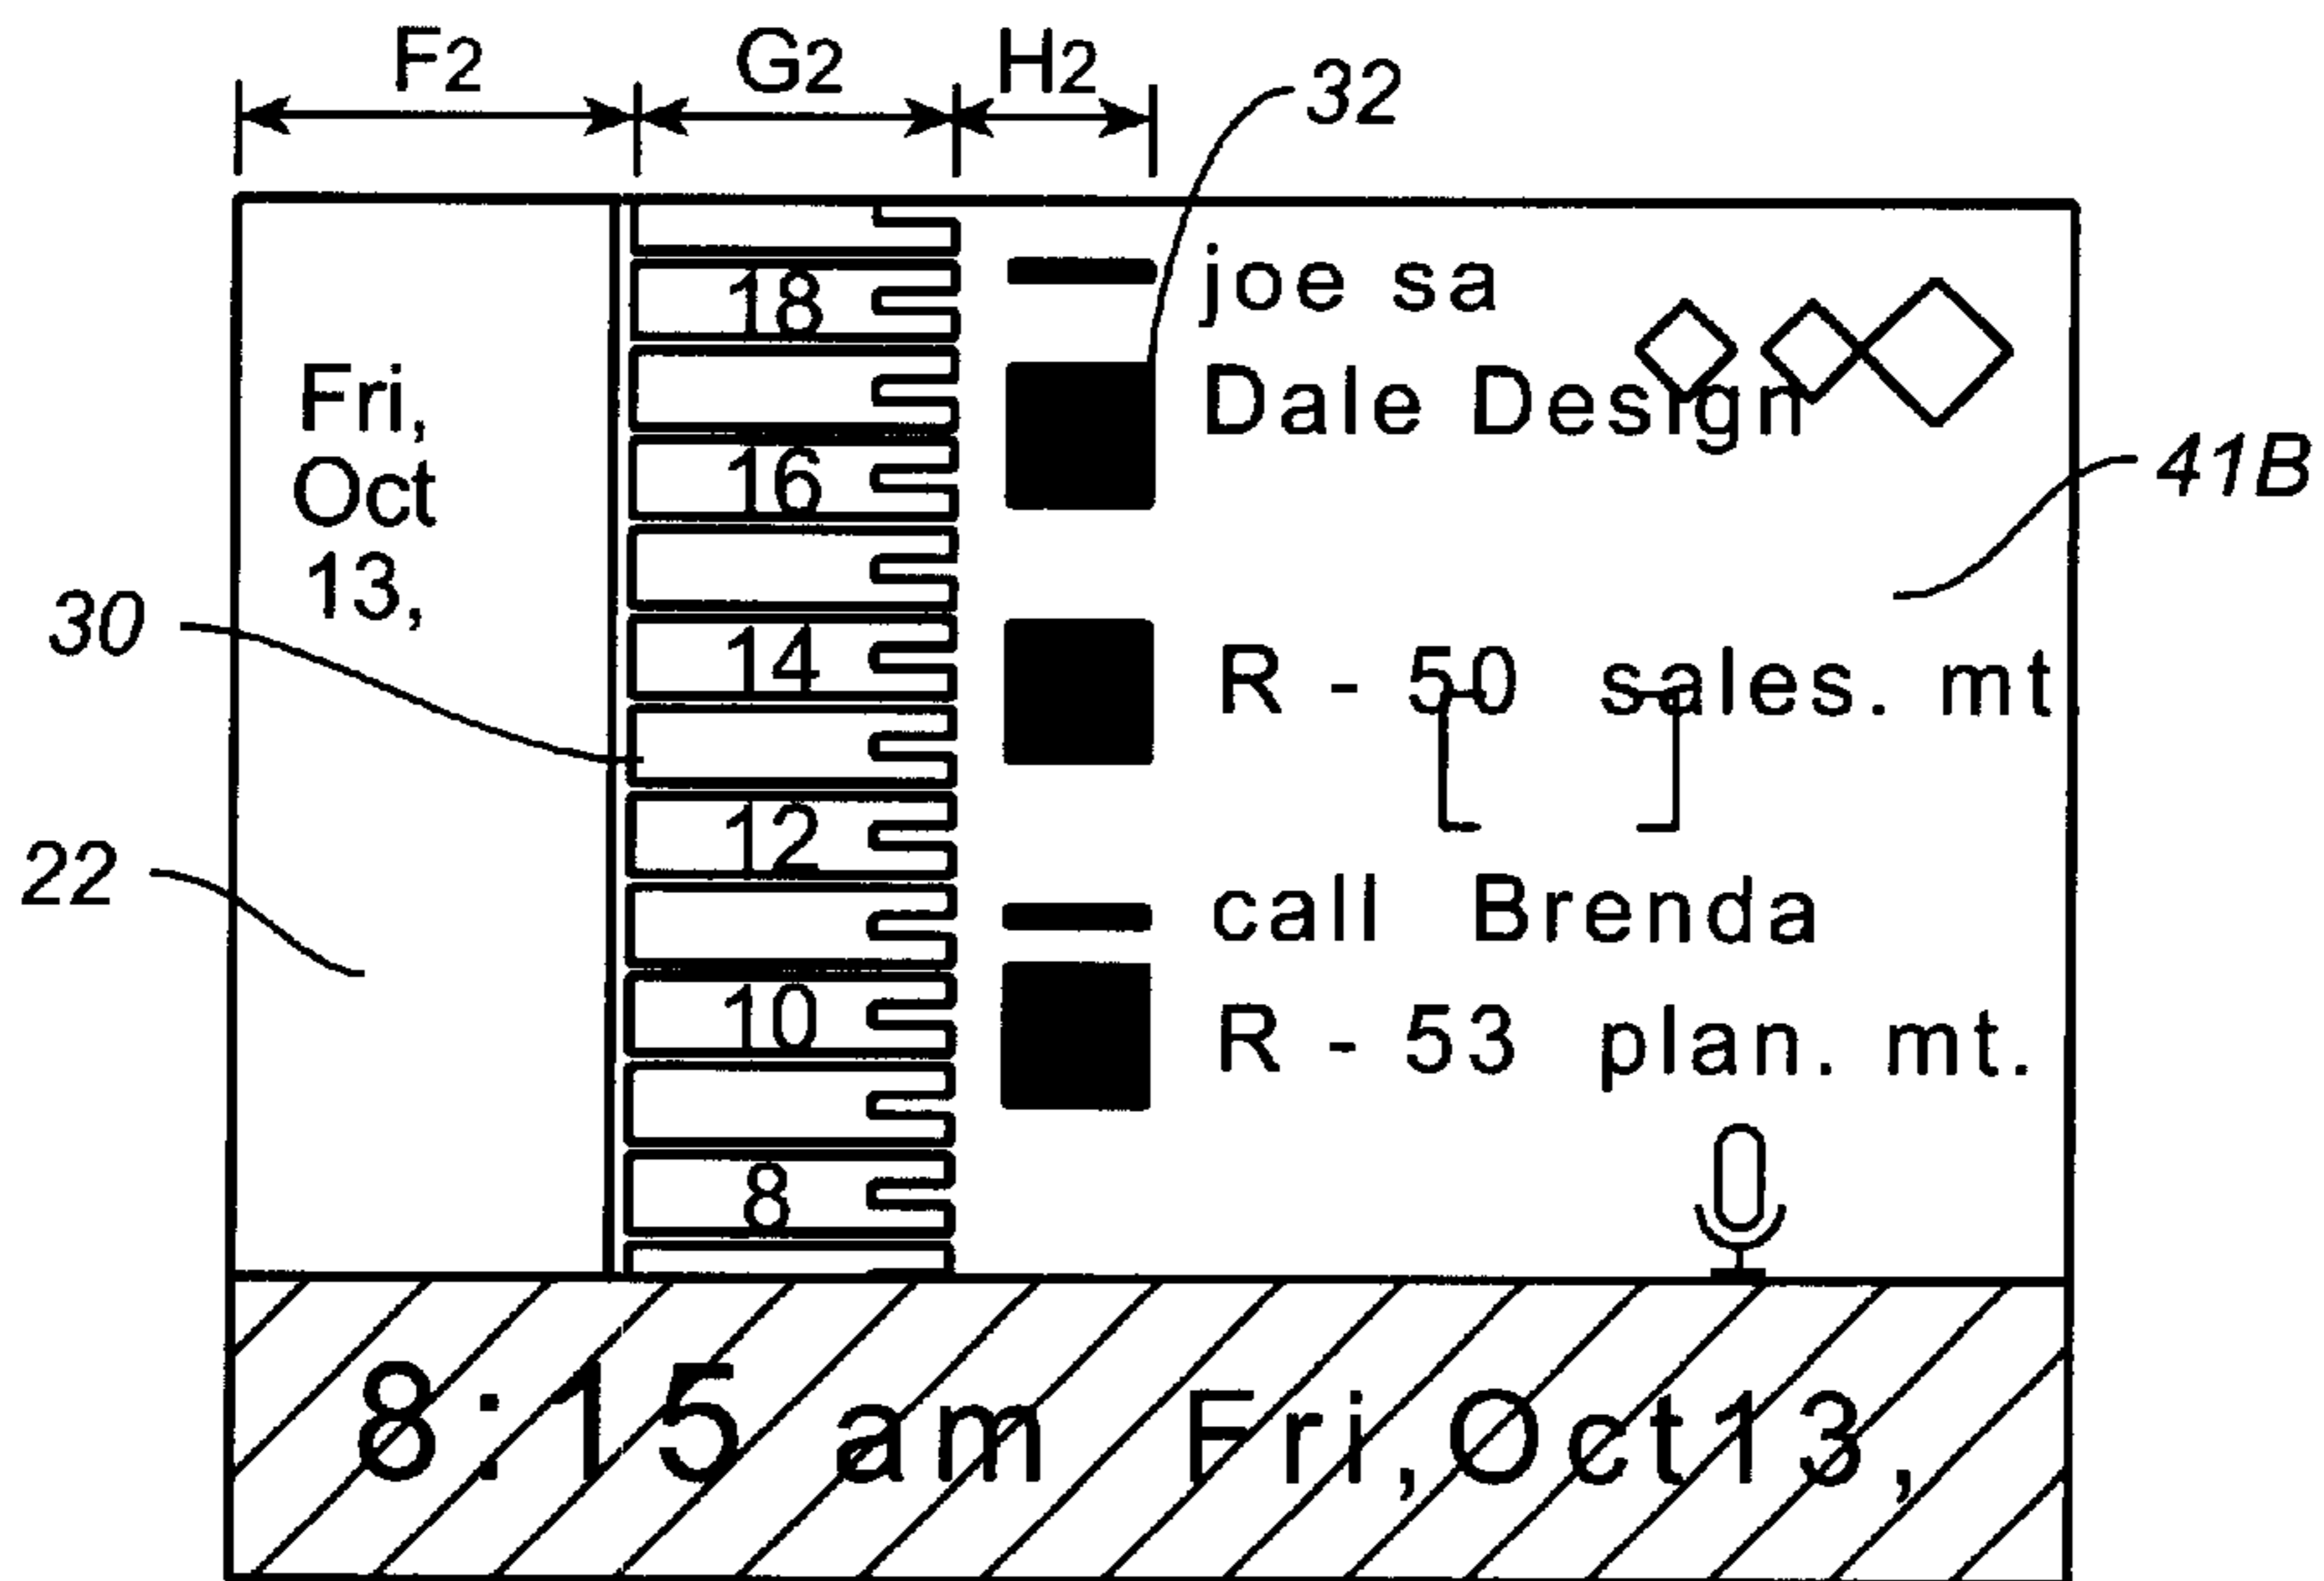 F2 G2 H2
32
joe sa
18
Dale Design
Fri,
Oct
13,
16
41B
30
14
R - 50 sales. mt
12
22
call Brenda
10
R - 53 plan. mt.
8
8:15 am Fri,Oct13,